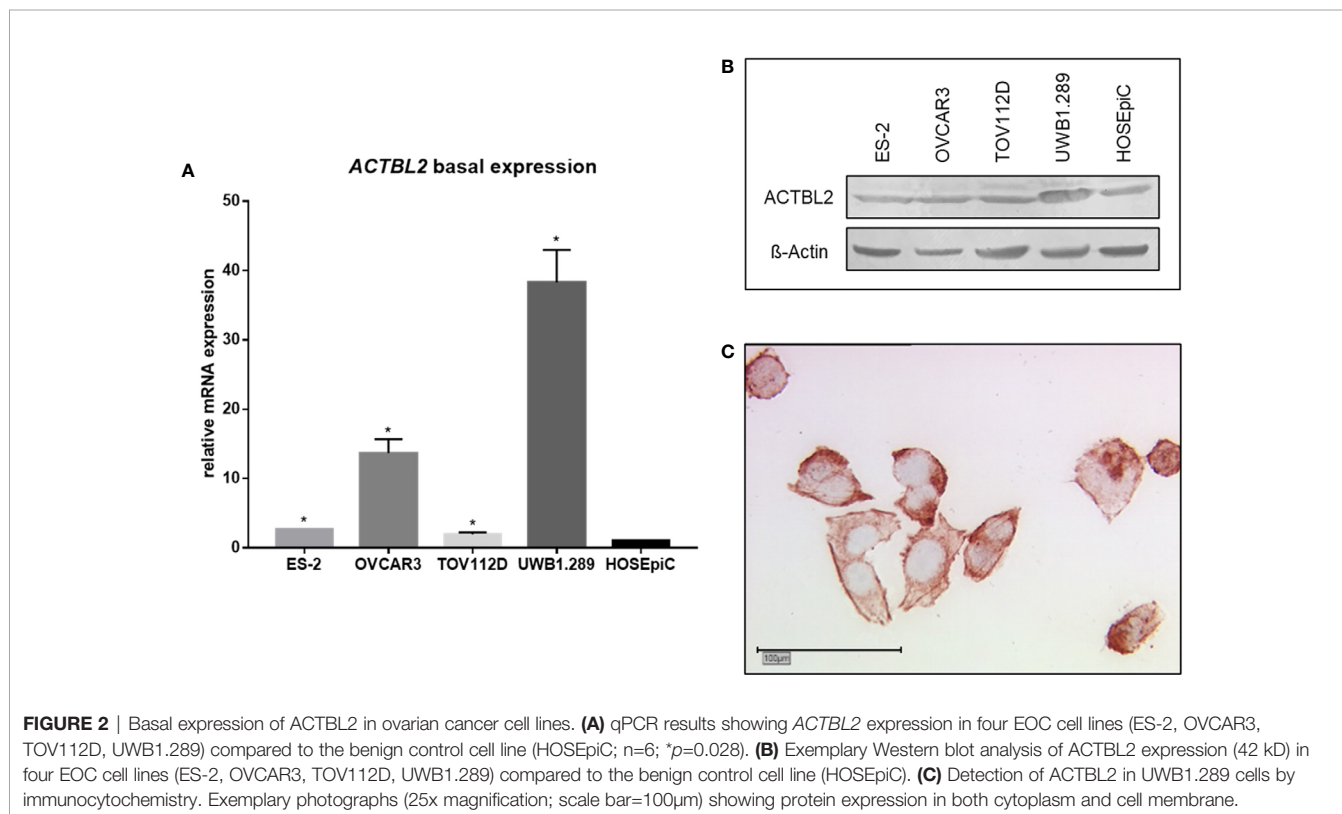 A
ACTBL2 basal expression
relative mRNA expression
50
40
30
20
10
0
*
*
*
*
ES-2
OVCAR3
TOV112D
UWB1.289
HOSEpiC
B
ES-2
OVCAR3
TOV112D
UWB1.289
HOSEpiC
ACTBL2
ß-Actin
C
100µm
FIGURE 2 | Basal expression of ACTBL2 in ovarian cancer cell lines. (A) qPCR results showing ACTBL2 expression in four EOC cell lines (ES-2, OVCAR3,
TOV112D, UWB1.289) compared to the benign control cell line (HOSEpiC; n=6; *p=0.028). (B) Exemplary Western blot analysis of ACTBL2 expression (42 kD) in
four EOC cell lines (ES-2, OVCAR3, TOV112D, UWB1.289) compared to the benign control cell line (HOSEpiC). (C) Detection of ACTBL2 in UWB1.289 cells by
immunocytochemistry. Exemplary photographs (25x magnification; scale bar=100µm) showing protein expression in both cytoplasm and cell membrane.